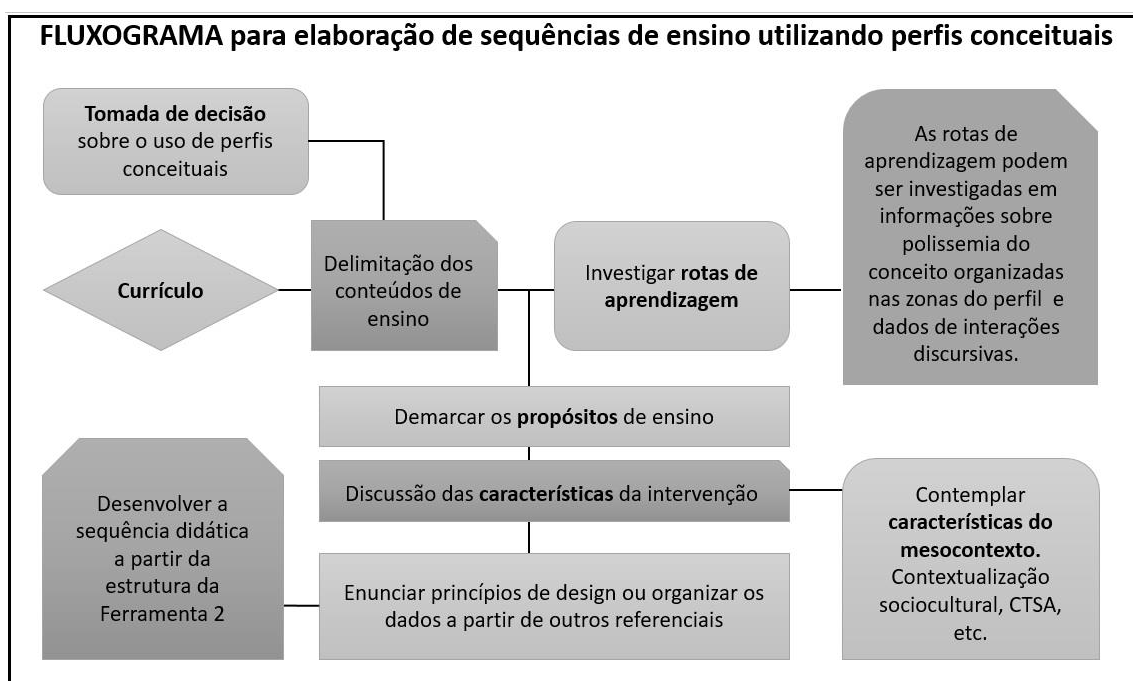 FLUXOGRAMA para elaboração de sequências de ensino utilizando perfis conceituais
Tomada de decisão
sobre o uso de perfis
conceituais
Currículo
Delimitação dos
conteúdos de
ensino
Investigar rotas de
aprendizagem
As rotas de
aprendizagem podem
ser investigadas em
informações sobre
polissemia do
conceito organizadas
nas zonas do perfil e
dados de interações
discursivas.
Demarcar os propósitos de ensino
Discussão das características da intervenção
Contemplar
características do
mesocontexto.
Contextualização
sociocultural, CTSA,
etc.
Enunciar princípios de design ou organizar os
dados a partir de outros referenciais
Desenvolver a
sequência didática
a partir da
estrutura da
Ferramenta 2